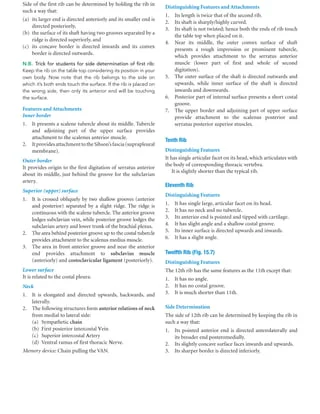 Side of the first rib can be determined by holding the rib in
such a way that:
(a) its larger end is directed anteriorly and its smaller end is
directed posteriorly.
(b) the surface of its shaft having two grooves separated by a
ridge is directed superiorly, and
(c) its concave border is directed inwards and its convex
border is directed outwards.
N.B. Trick for students for side determination of first rib:
Keep the rib on the table top considering its position in your
own body. Now note that the rib belongs to the side on
which it's both ends touch the surface. If the rib is placed on
the wrong side, then only its anterior end will be touching
the surface.
Features and Attachments
Inner border
1. It presents a scalene tubercle about its middle. Tubercle
and adjoining part of the upper surface provides
attachment to the scalenus anterior muscle.
2. It provides attachment to the Sibson's fascia (suprapleural
membrane).
Outer border
It provides origin to the first digitation of serratus anterior
about its middle, just behind the groove for the subclavian
artery.
Superior (upper) surface
1. It is crossed obliquely by two shallow grooves (anterior
and posterior) separated by a slight ridge. The ridge is
continuous with the scalene tubercle. The anterior groove
lodges subclavian vein, while posterior groove lodges the
subclavian artery and lower trunk of the brachial plexus.
2. The area behind posterior groove up to the costal tubercle
provides attachment to the scalenus medius muscle.
3. The area in front anterior groove and near the anterior
end provides attachment to subclavius muscle
(anteriorly) and costoclavicular ligament (posteriorly).
Lower surface
It is related to the costal pleura.
Neck
1. It is elongated and directed upwards, backwards, and
laterally.
2. The following structures form anterior relations of neck
from medial to lateral side:
(a) Sympathetic chain
(b) First posterior intercostal Vein
(c) Superior intercostal Artery
(d) Ventral ramus of first thoracic Nerve.
Memory device: Chain pulling the VAN.
Distinguishing Features and Attachments
1. Its length is twice that of the second rib.
2. Its shaft is sharply/highly curved.
3. Its shaft is not twisted; hence both the ends of rib touch
the table top when placed on it.
4. Near its middle, the outer convex surface of shaft
presents a rough impression or prominent tubercle,
which provides attachment to the serratus anterior
muscle (lower part of first and whole of second
digitation).
5. The outer surface of the shaft is directed outwards and
upwards, while inner surface of the shaft is directed
inwards and downwards.
6. Posterior part of internal surface presents a short costal
groove.
7. The upper border and adjoining part of upper surface
provide attachment to the scalenus posterior and
serratus posterior superior muscles.
Tenth Rib
Distinguishing Features
It has single articular facet on its head, which articulates with
the body of corresponding thoracic vertebra.
It is slightly shorter than the typical rib.
Eleventh Rib
Distinguishing Features
1. It has single large, articular facet on its head.
2. It has no neck and no tubercle.
3. Its anterior end is pointed and tipped with cartilage.
4. It has slight angle and a shallow costal groove.
5. Its inner surface is directed upwards and inwards.
6. It has a slight angle.
Twelfth Rib (Fig. 15.7)
Distinguishing Features
The 12th rib has the same features as the 11th except that:
1. It has no angle.
2. It has no costal groove.
3. It is much shorter than 11th.
Side Determination
The side of 12th rib can be determined by keeping the rib in
such a way that:
1. Its pointed anterior end is directed anterolaterally and
its broader end posteromedially.
2. Its slightly concave surface faces inwards and upwards.
3. Its sharper border is directed inferiorly.